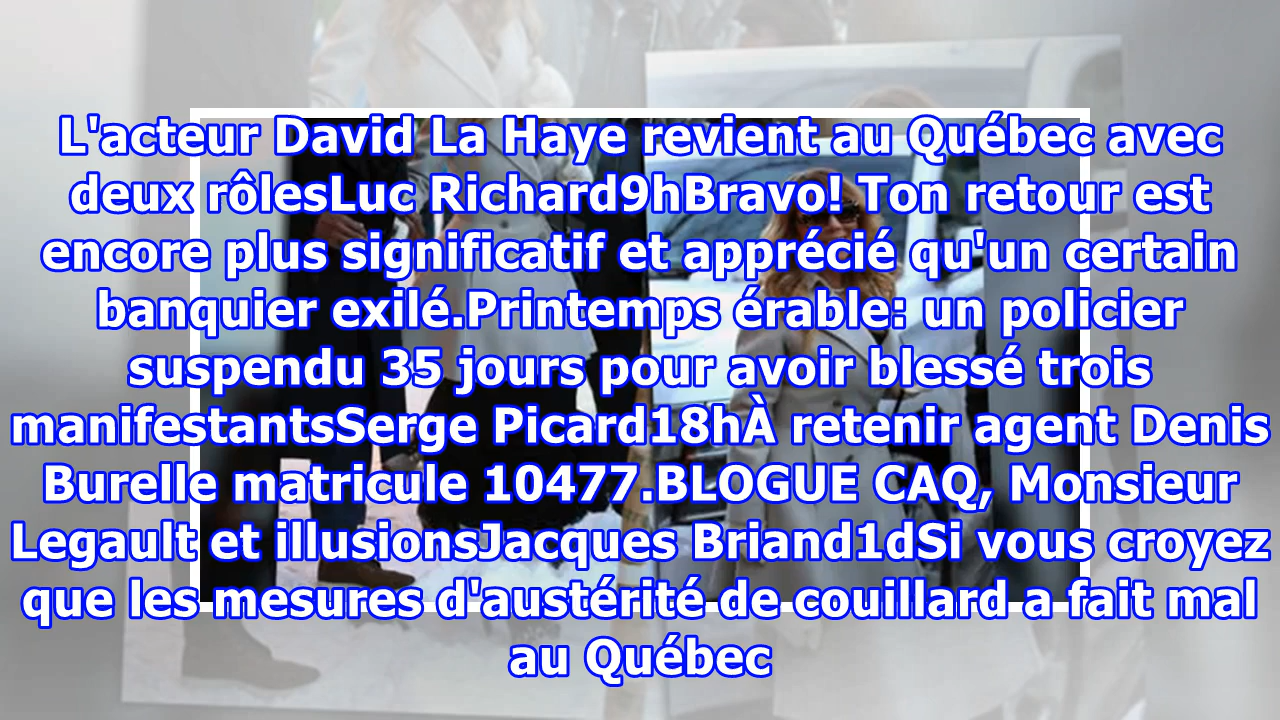 L'acteur David La Haye revient au Québec avec
deux rôlesLuc Richard9hBravo! Ton retour est
encore plus significatif et apprécié qu'un certain
banquier exilé.Printemps érable: un policier
suspendu 35 jours pour avoir blessé trois
manifestantsSerge Picard18hÀ retenir agent Denis
Burelle matricule 10477.BLOGUE CAQ, Monsieur
Legault et illusionsJacques Briand1dSi vous croyez
que les mesures d'austérité de couillard a fait mal
au Québec